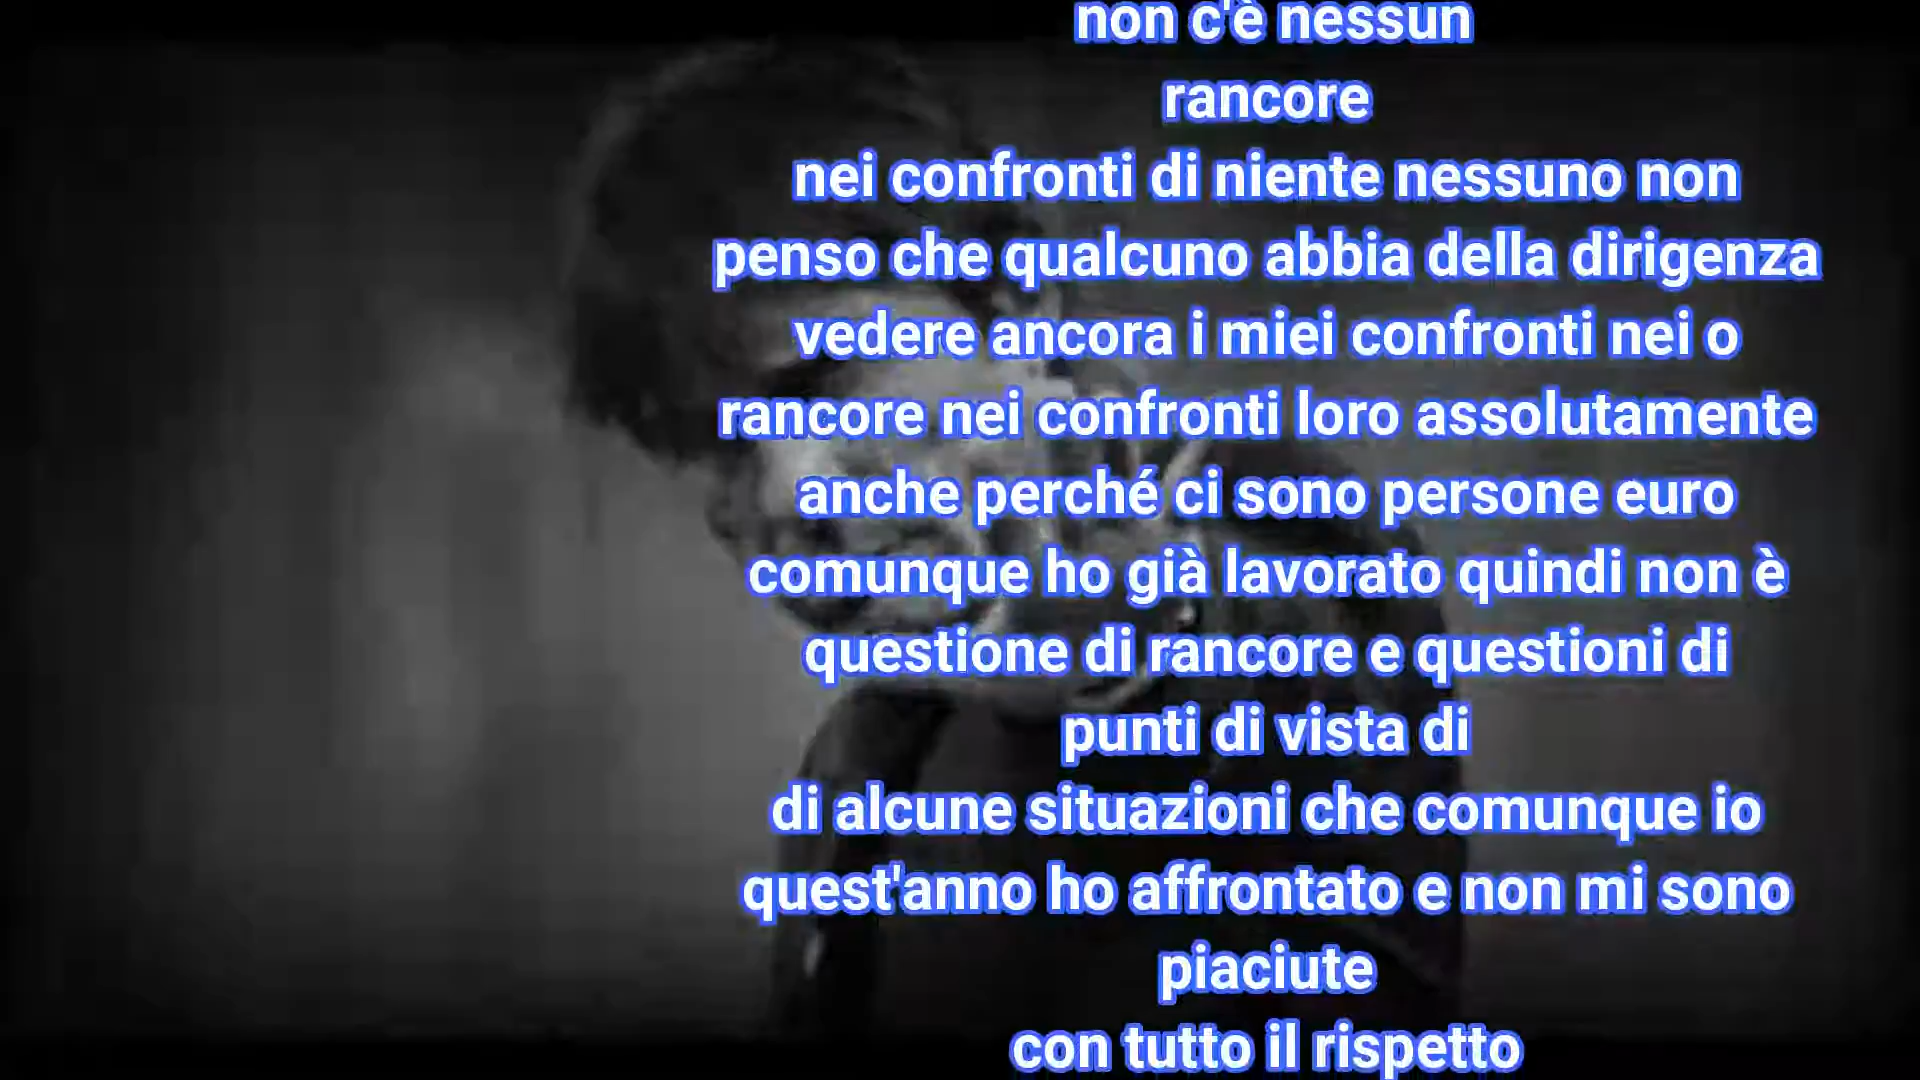 non c'è nessun
rancore
nei confronti di niente nessuno non
penso che qualcuno abbia della dirigenza
vedere ancora i miei confronti nei o
rancore nei confronti loro assolutamente
anche perché ci sono persone euro
comunque ho già lavorato quindi non è
questione di rancore e questioni di
punti di vista di
di alcune situazioni che comunque io
quest'anno ho affrontato e non mi sono
piaciute
con tutto il rispetto